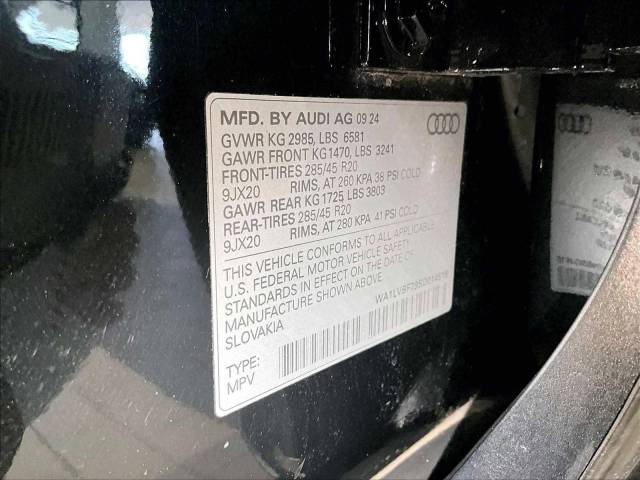 MFD. BY AUDI AG 09 24
GVWR KG 2985, LBS 6581
GAWR FRONT KG1470, LBS 3241
FRONT-TIRES 285/45 R20
9JX20 RIMS, AT 260 KPA 38 PSI COLD
GAWR REAR KG 1725, LBS 3803
REAR-TIRES 285/45 R20
9JX20 RIMS, AT 280 KPA 41 PSI COLD
THIS VEHICLE CONFORMS TO ALL APPLICABLE
U.S. FEDERAL MOTOR VEHICLE SAFETY
STANDARDS IN EFFECT ON THE DATE OF
MANUFACTURE SHOWN ABOVE.
SLOVAKIA
TYPE:
MPV